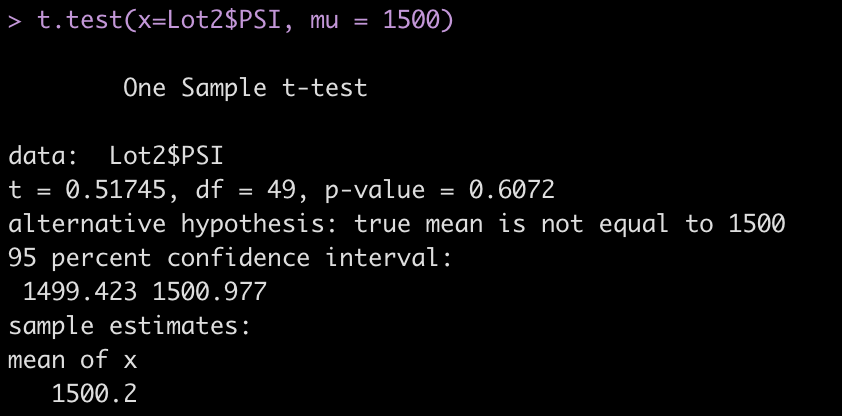 > t.test(x=Lot2$PSI, mu = 1500)
One Sample t-test
data:  Lot2$PSI
t = 0.51745, df = 49, p-value = 0.6072
alternative hypothesis: true mean is not equal to 1500
95 percent confidence interval:
1499.423 1500.977
sample estimates:
mean of x
1500.2